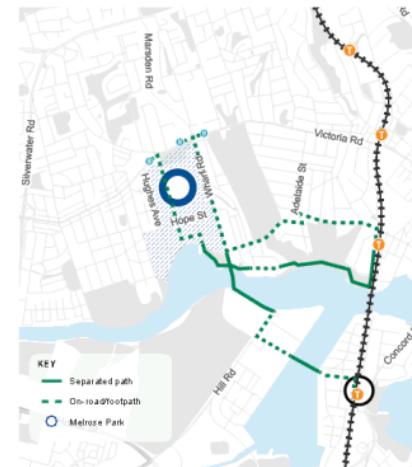 Marsden Rd
Silverwater Rd
Victoria Rd
T
T
Hughes Ave
Wharf Rd
Adelaide St
Hope St
T
Concord
Hill Rd
T
KEY
Separated path
On-road/footpath
Melrose Park